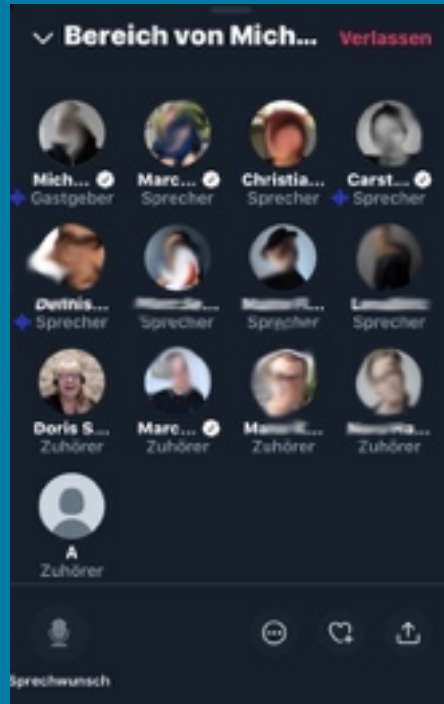 Bereich von Mich... Verlassen
Mich... Marc... Christia... Carst...
Gastgeber Sprecher Sprecher Sprecher
Dennis...
Sprecher Sprecher Sprecher Sprecher
Doris S... Marc...
Zuhörer Zuhörer Zuhörer Zuhörer
A
Zuhörer
Sprechwunsch